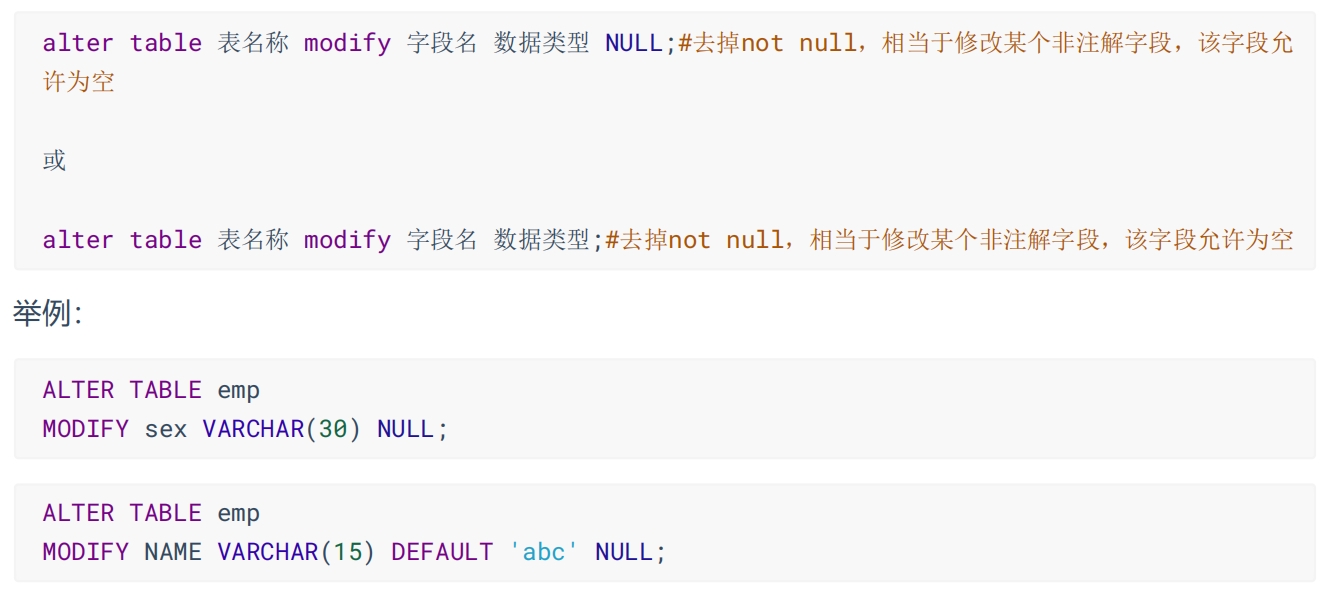 alter table 表名称 modify 字段名 数据类型 NULL;#去掉not null，相当于修改某个非注解字段，该字段允
许为空
或
alter table 表名称 modify 字段名 数据类型;#去掉not null，相当于修改某个非注解字段，该字段允许为空
举例：
ALTER TABLE emp
MODIFY sex VARCHAR(30) NULL;
ALTER TABLE emp
MODIFY NAME VARCHAR(15) DEFAULT 'abc' NULL;